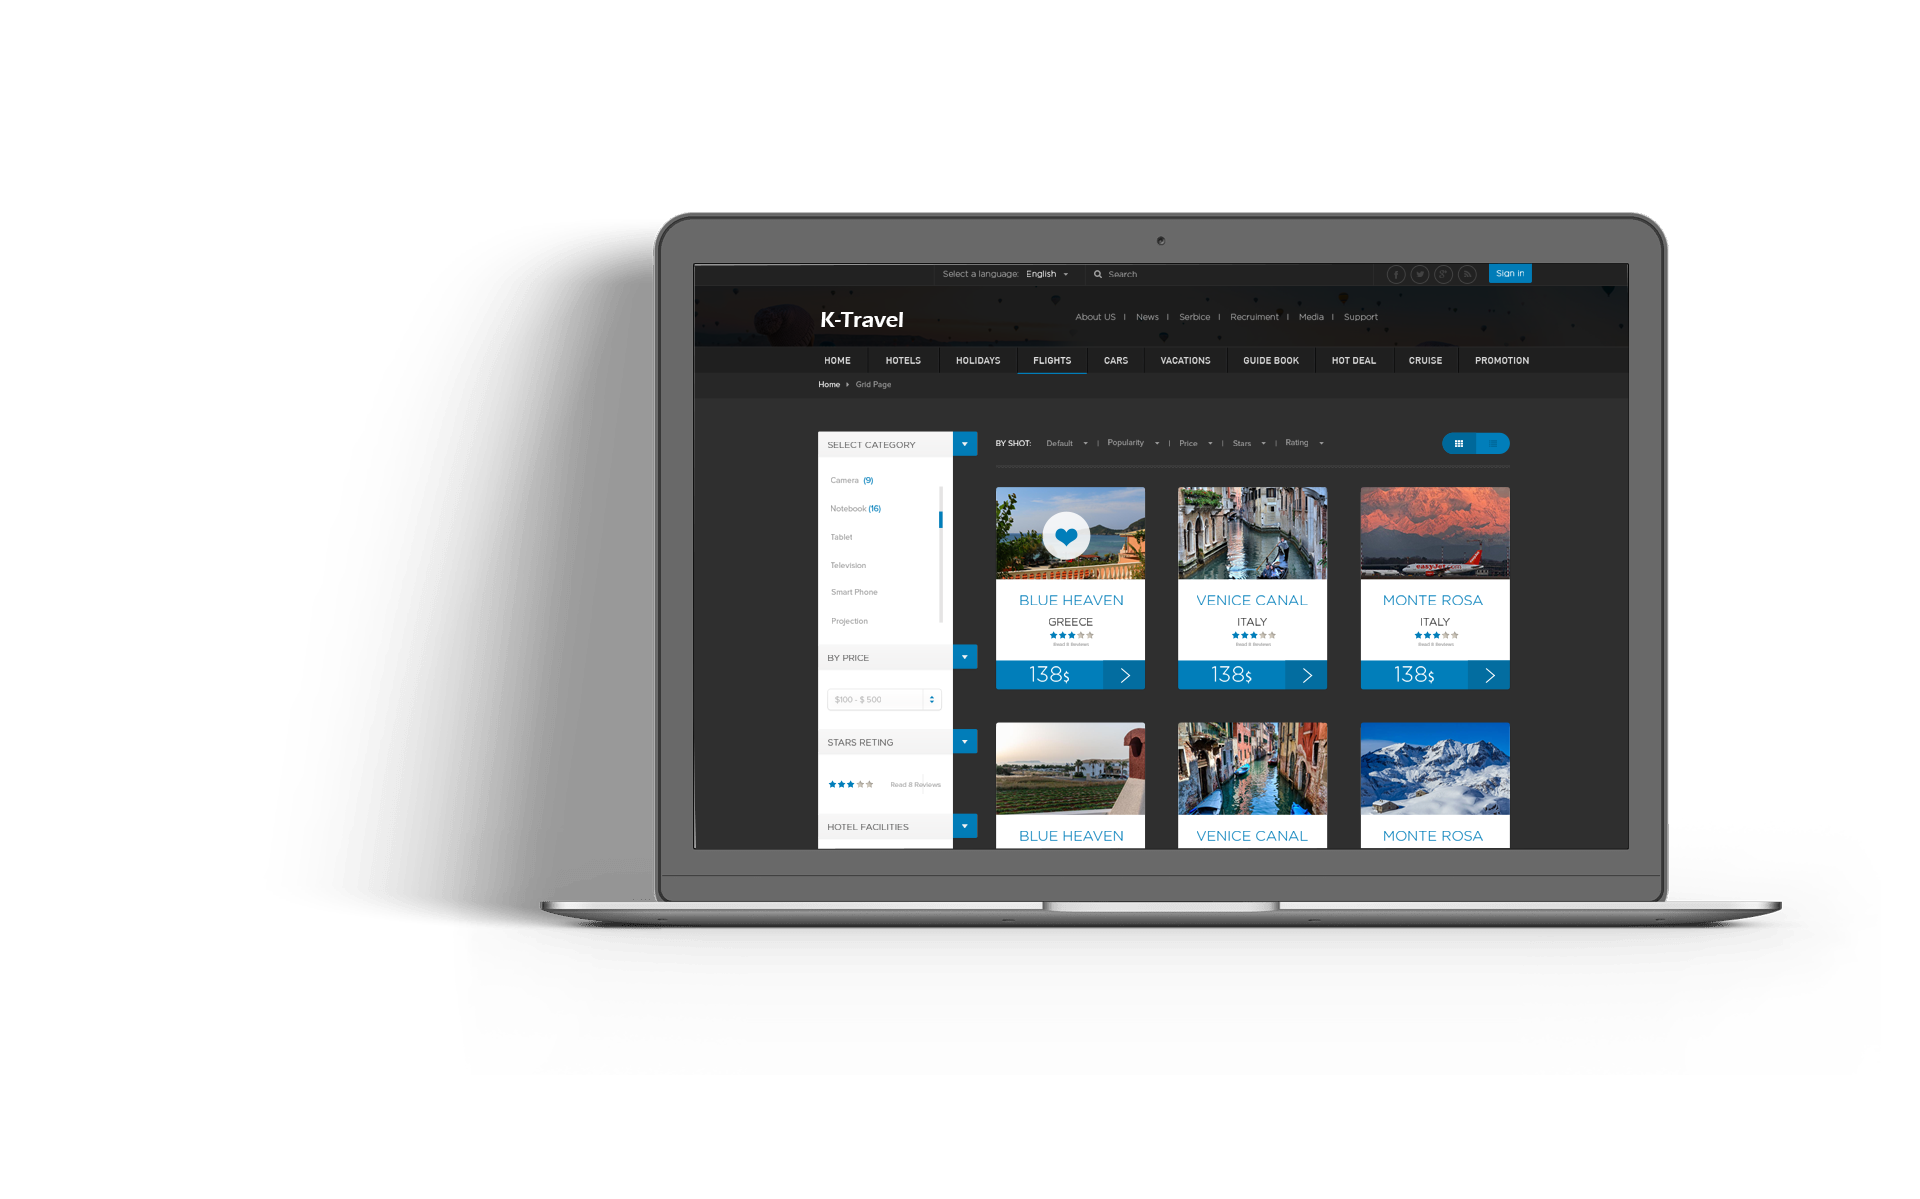 Select a language: English
Search
Sign in
K-Travel
About US | News | Serbice | Recruiment | Media | Support
HOME HOTELS HOLIDAYS FLIGHTS CARS VACATIONS GUIDE BOOK HOT DEAL CRUISE PROMOTION
Home Grid Page
SELECT CATEGORY
Camera (9)
Notebook (16)
Tablet
Television
Smart Phone
Projection
BY PRICE
$100 - $ 500
STARS RETING
Read 8 Reviews
HOTEL FACILITIES
BY SHOT: Default | Popularity | Price | Stars | Rating
easyJet.com
BLUE HEAVEN
GREECE
Read 8 Reviews
138$
VENICE CANAL
ITALY
Read 8 Reviews
138$
MONTE ROSA
ITALY
Read 8 Reviews
138$
BLUE HEAVEN
VENICE CANAL
MONTE ROSA